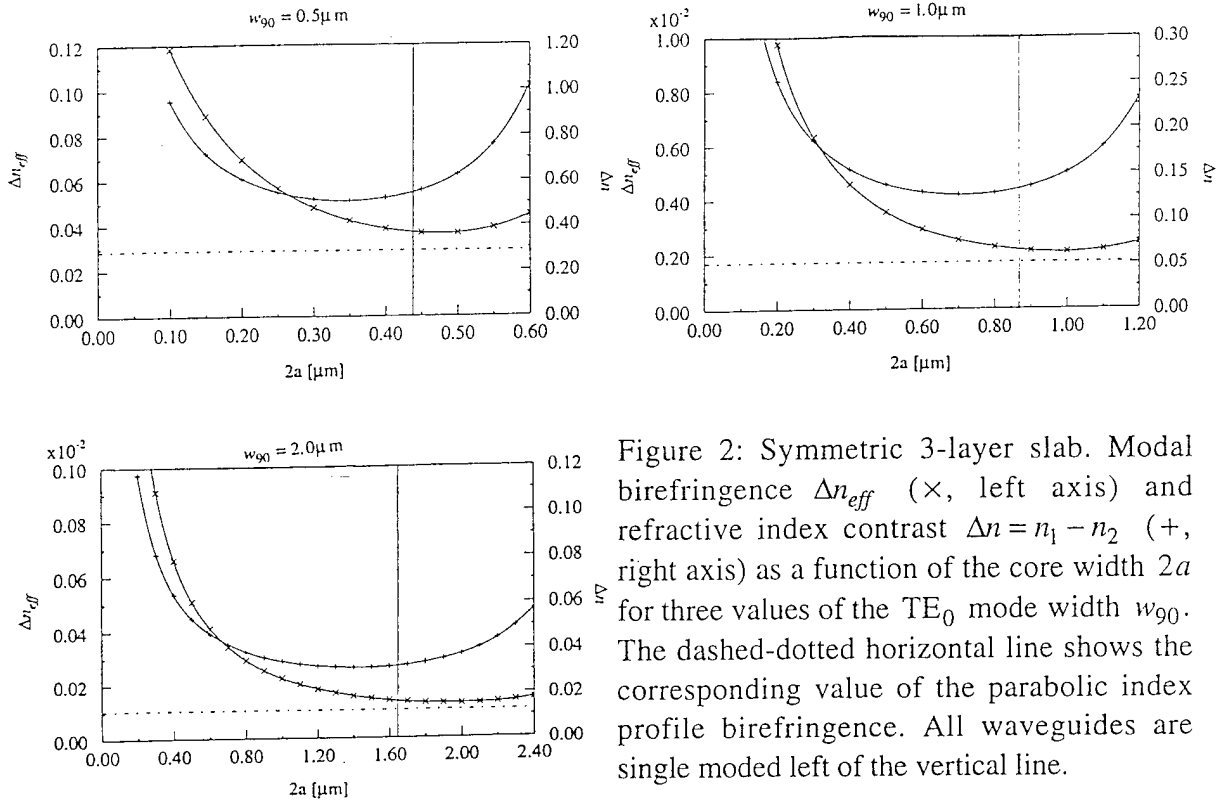 w90 = 0.5μm
0.12
0.10
0.08
0.06
0.04
0.02
0.00
Δneff
1.20
1.00
0.80
0.60
0.40
0.20
0.00
Δn
0.00 0.10 0.20 0.30 0.40 0.50 0.60
2a [μm]
w90 = 1.0μm
x10-2
1.00
0.80
0.60
0.40
0.20
0.00
Δneff
0.30
0.25
0.20
0.15
0.10
0.05
0.00
Δn
0.00 0.20 0.40 0.60 0.80 1.00 1.20
2a [μm]
w90 = 2.0μm
x10-2
0.10
0.08
0.06
0.04
0.02
0.00
Δneff
0.12
0.10
0.08
0.06
0.04
0.02
0.00
Δn
0.00 0.40 0.80 1.20 1.60 2.00 2.40
2a [μm]
Figure 2: Symmetric 3-layer slab. Modal
birefringence Δneff (×, left axis) and
refractive index contrast Δn = n1 − n2 (+,
right axis) as a function of the core width 2a
for three values of the TE0 mode width w90.
The dashed-dotted horizontal line shows the
corresponding value of the parabolic index
profile birefringence. All waveguides are
single moded left of the vertical line.